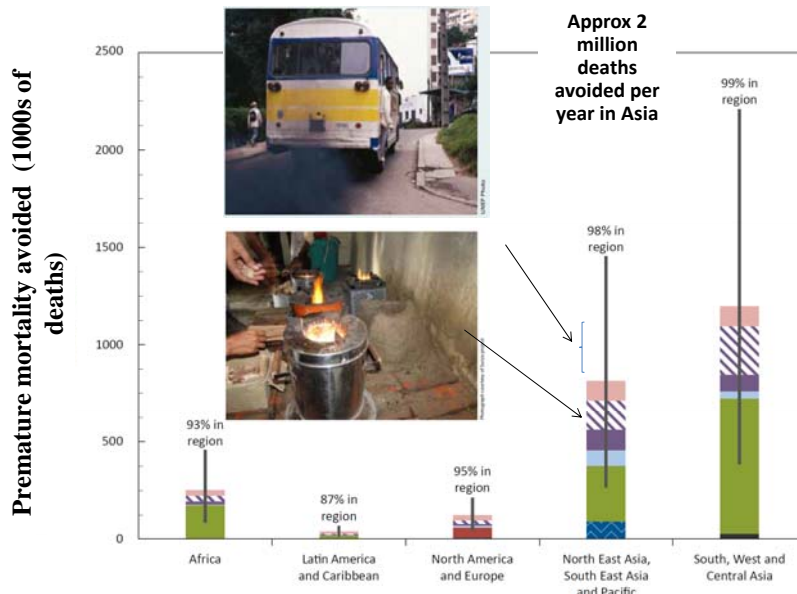 Approx 2
million
deaths
avoided per
year in Asia
Premature mortality avoided (1000s of
deaths)
2500
2000
1500
1000
500
0
UNEP Photo
93% in
region
87% in
region
95% in
region
98% in
region
99% in
region
Africa
Latin America
and Caribbean
North America
and Europe
North East Asia,
South East Asia
and Pacific
South, West and
Central Asia